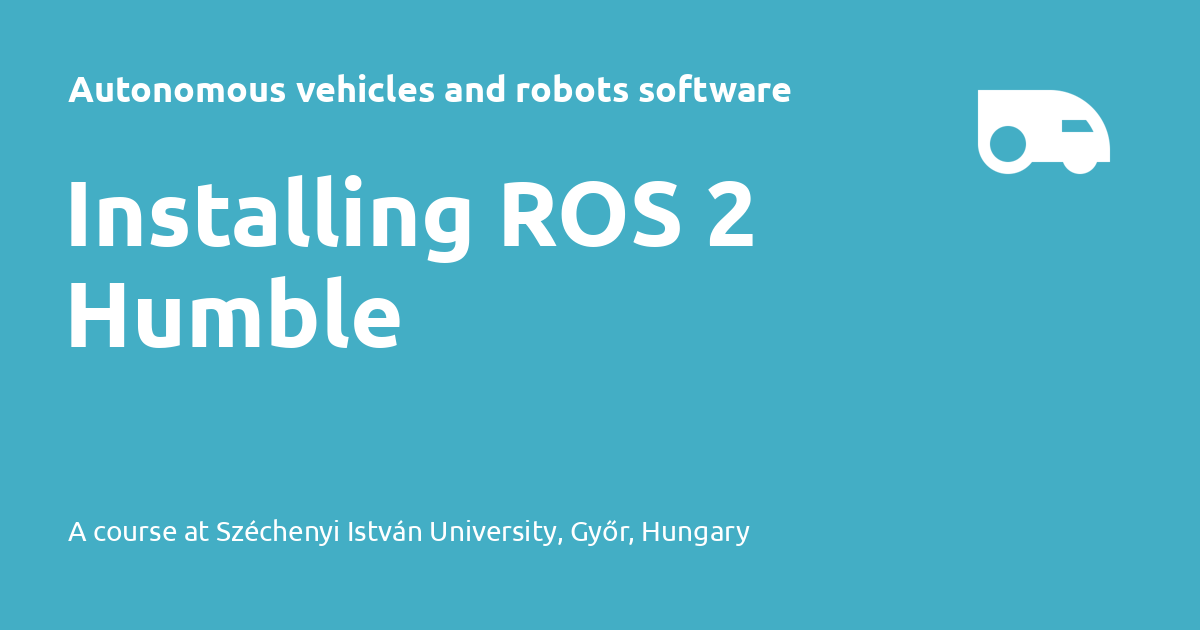 Autonomous vehicles and robots software
Installing ROS 2
Humble
A course at Széchenyi István University, Győr, Hungary